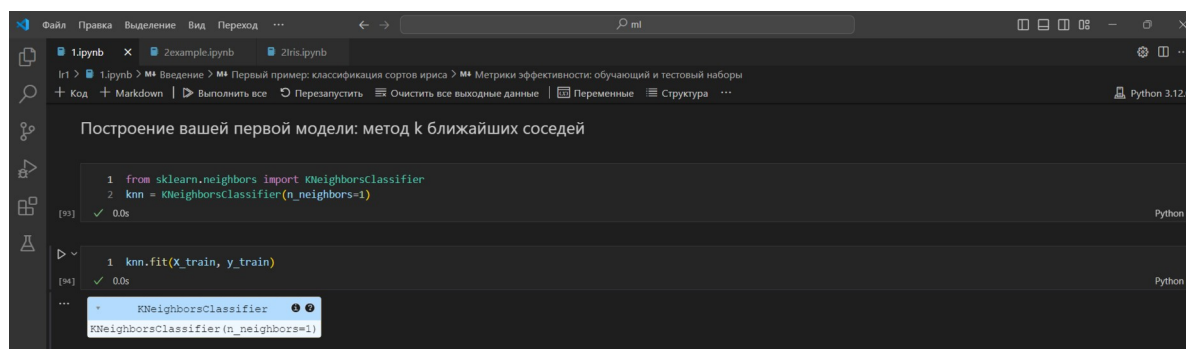 Файл Правка Выделение Вид Переход ··· ← → ml
1.ipynb × 2example.ipynb 2Iris.ipynb
lr1 > 1.ipynb > M↓ Введение > M↓ Первый пример: классификация сортов ириса > M↓ Метрики эффективности: обучающий и тестовый наборы
+ Код + Markdown | Выполнить все Перезапустить Очистить все выходные данные | Переменные Структура ··· Python 3.12.
Построение вашей первой модели: метод k ближайших соседей
1 from sklearn.neighbors import KNeighborsClassifier
2 knn = KNeighborsClassifier(n_neighbors=1)
[93] ✓ 0.0s Python
1 knn.fit(X_train, y_train)
[94] ✓ 0.0s Python
··· KNeighborsClassifier
KNeighborsClassifier(n_neighbors=1)